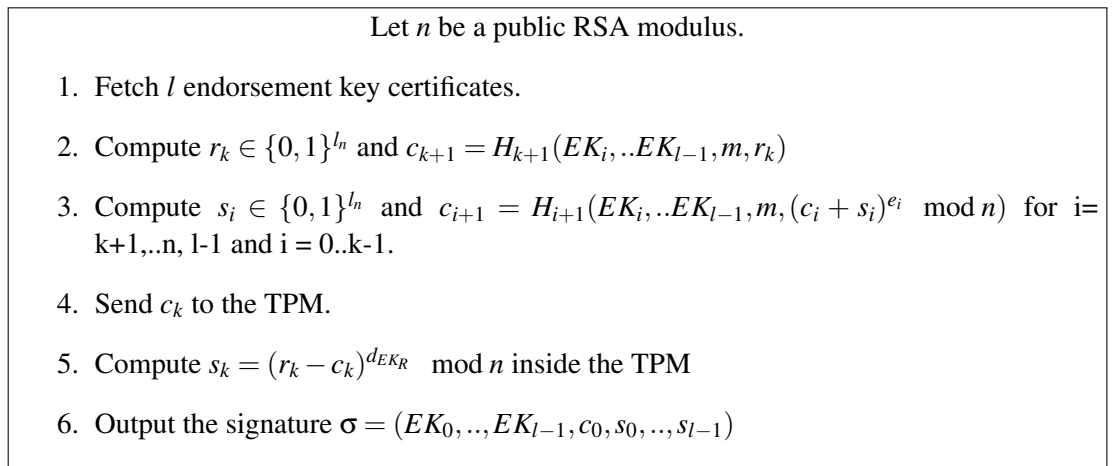 Let n be a public RSA modulus.
1. Fetch l endorsement key certificates.
2. Compute r_k ∈ {0,1}^{l_n} and c_{k+1} = H_{k+1}(EK_i,..EK_{l−1},m,r_k)
3. Compute s_i ∈ {0,1}^{l_n} and c_{i+1} = H_{i+1}(EK_i,..EK_{l−1},m,(c_i + s_i)^{e_i} mod n) for i=
k+1,..n, l-1 and i = 0..k-1.
4. Send c_k to the TPM.
5. Compute s_k = (r_k − c_k)^{d_{EK_R}} mod n inside the TPM
6. Output the signature σ = (EK_0,..,EK_{l−1},c_0,s_0,..,s_{l−1})